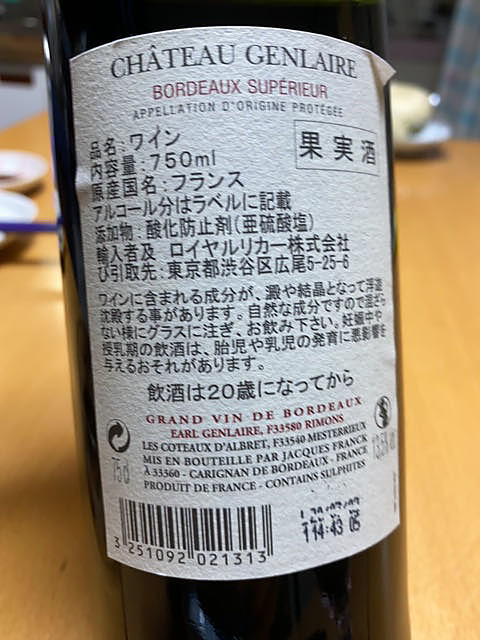 CHÂTEAU GENLAIRE
BORDEAUX SUPÉRIEUR
APPELLATION D'ORIGINE PROTÉGÉE
品名:ワイン
果実酒
内容量:750ml
原産国名:フランス
アルコール分はラベルに記載
添加物:酸化防止剤(亜硫酸塩)
輸入者及 ロイヤルリカー株式会社
び引取先:東京都渋谷区広尾5-25-6
ワインに含まれる成分が、澱や結晶となって浮遊
沈殿する事があります。自然な成分ですので混だら
ない様にグラスに注ぎ、お飲み下さい。妊娠中や
授乳期の飲酒は、胎児や乳児の発育に悪影響を
与えるおそれがあります。
飲酒は20歳になってから
GRAND VIN DE BORDEAUX
EARL GENLAIRE, F33580 RIMONS
LES COTEAUX D'ALBRET, F33540 MESTERRIEUX
MIS EN BOUTEILLE PAR JACQUES FRANCK
À 33360 - CARIGNAN DE BORDEAUX - FRANCE
PRODUIT DE FRANCE - CONTAINS SULPHITES
75cl
13,5%
3 251092 021313
14:43 05